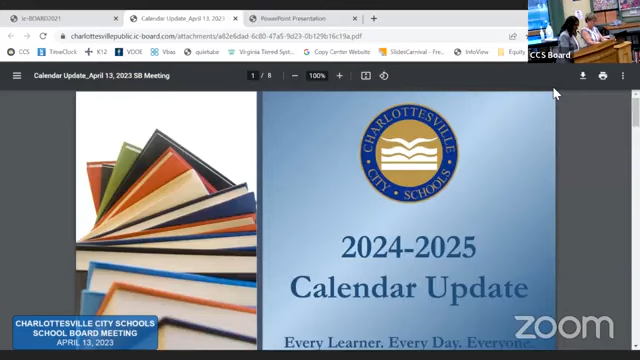 ic-BOARD2021
Calendar Update_April 13, 2023
PowerPoint Presentation
charlottesvillepublic.ic-board.com/attachments/a82e6dad-6c80-47a5-9d23-0b129b16c19a.pdf
CCS
TimeClock
K12
VDOE
Vbas
quietube
Virginia Tiered Syst
Copy Center Website
SlidesCarnival
InfoView
CCS Board
Calendar Update_April 13, 2023 SB Meeting
1 / 8
100%
CHARLOTTESVILLE
CITY SCHOOLS
2024-2025
Calendar Update
Every Learner. Every Day. Everyone.
CHARLOTTESVILLE CITY SCHOOLS
SCHOOL BOARD MEETING
APRIL 13, 2023
zoom